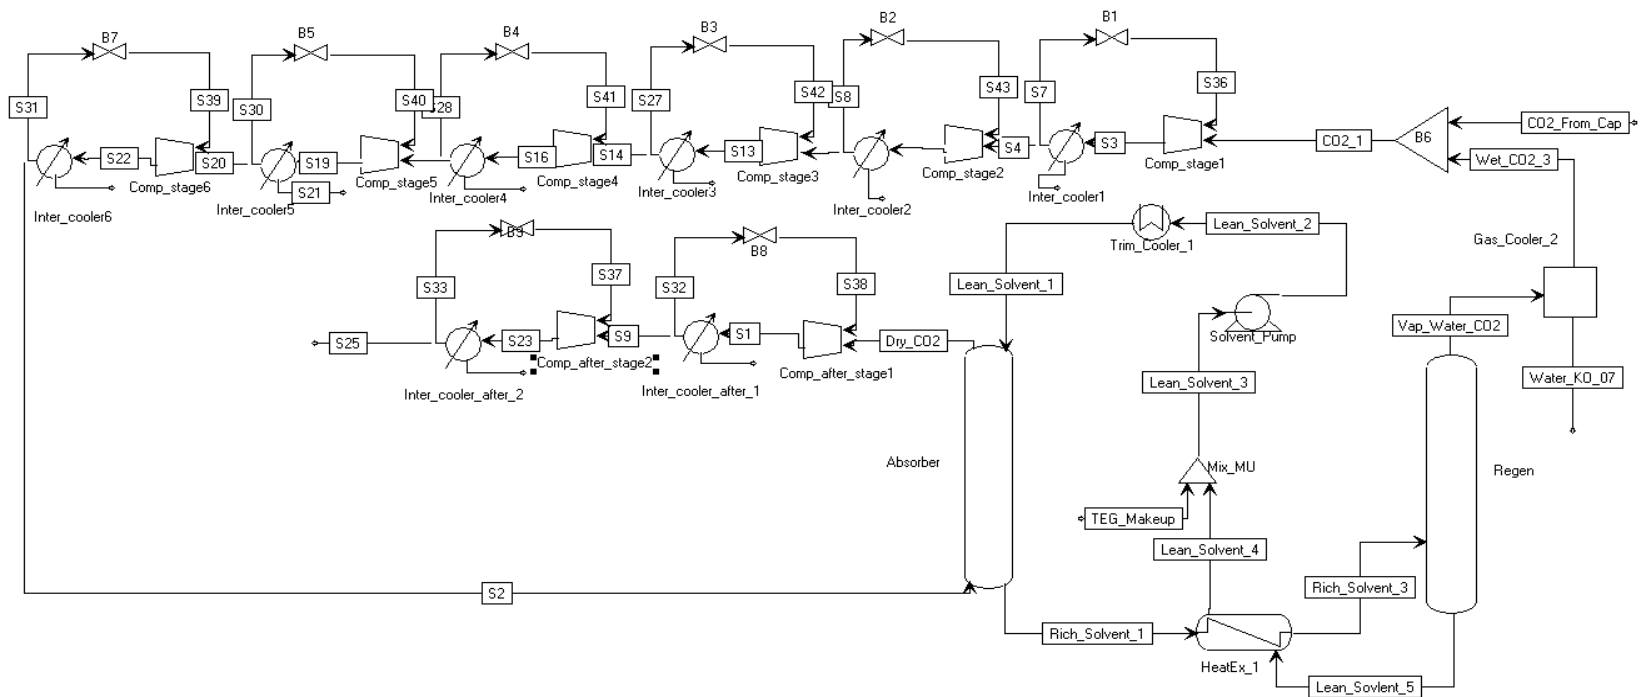 B7
B5
B4
B3
B2
B1
S31
S39
S30
S40
S28
S41
S27
S42
S8
S43
S7
S36
B6
CO2_From_Cap
CO2_1
Wet_CO2_3
S22
S20
S19
S16
S14
S13
S4
S3
Comp_stage6
Comp_stage5
Comp_stage4
Comp_stage3
Comp_stage2
Comp_stage1
S21
Inter_cooler6
Inter_cooler5
Inter_cooler4
Inter_cooler3
Inter_cooler2
Inter_cooler1
B9
B8
Trim_Cooler_1
Lean_Solvent_2
Gas_Cooler_2
S33
S37
S32
S38
Lean_Solvent_1
Vap_Water_CO2
S25
S23
S9
S1
Dry_CO2
Solvent_Pump
Comp_after_stage2
Comp_after_stage1
Inter_cooler_after_2
Inter_cooler_after_1
Lean_Solvent_3
Water_KO_07
Absorber
Mix_MU
Regen
TEG_Makeup
Lean_Solvent_4
S2
Rich_Solvent_3
Rich_Solvent_1
HeatEx_1
Lean_Sovlent_5